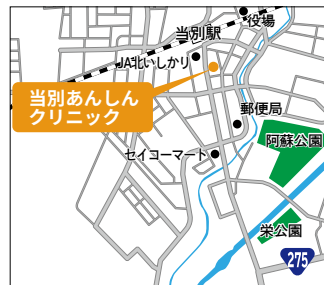 役場
当別駅
JA北いしかり
当別あんしん
クリニック
郵便局
阿蘇公園
セイコーマート
栄公園
275